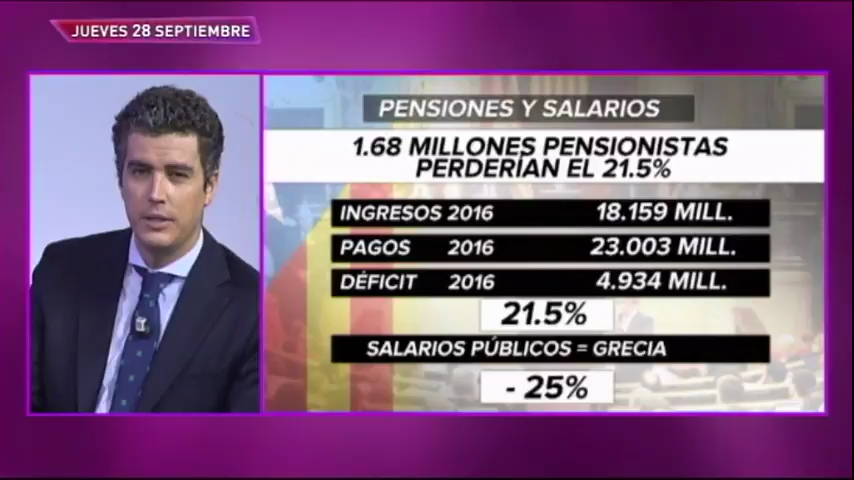 JUEVES 28 SEPTIEMBRE
PENSIONES Y SALARIOS
1.68 MILLONES PENSIONISTAS
PERDERÍAN EL 21.5%
INGRESOS 2016 18.159 MILL.
PAGOS 2016 23.003 MILL.
DÉFICIT 2016 4.934 MILL.
21.5%
SALARIOS PÚBLICOS = GRECIA
- 25%